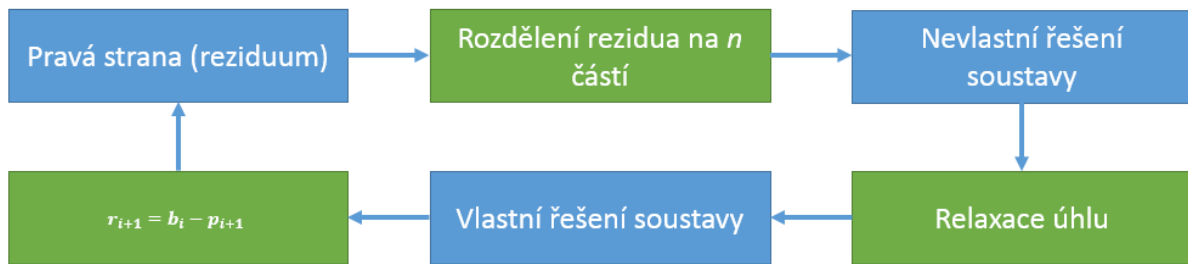 Pravá strana (reziduum)
Rozdělení rezidua na n
částí
Nevlastní řešení
soustavy
r_{i+1} = b_i − p_{i+1}
Vlastní řešení soustavy
Relaxace úhlu